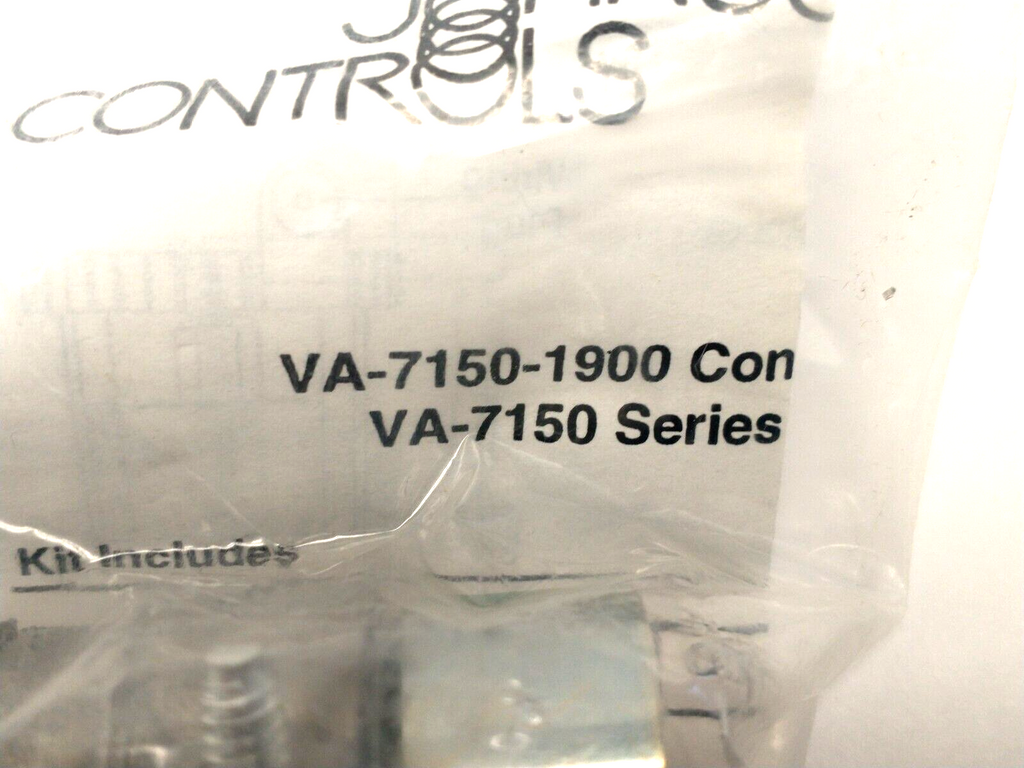 CONTROLS
VA-7150-1900 Con
VA-7150 Series
Kit Includes